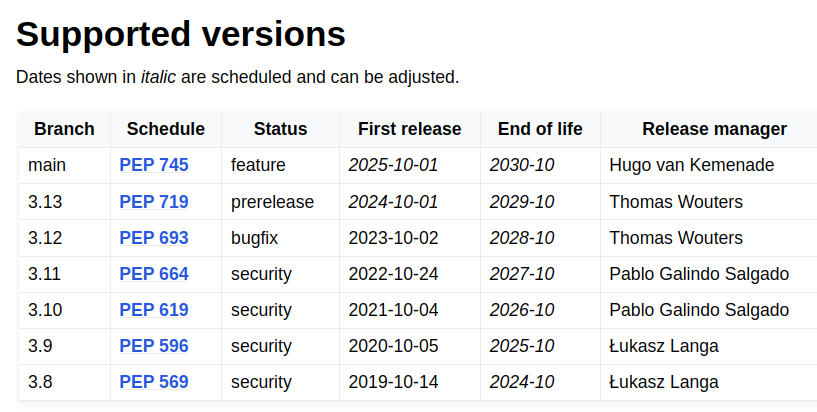 Supported versions
Dates shown in italic are scheduled and can be adjusted.
Branch Schedule Status First release End of life Release manager
main PEP 745 feature 2025-10-01 2030-10 Hugo van Kemenade
3.13 PEP 719 prerelease 2024-10-01 2029-10 Thomas Wouters
3.12 PEP 693 bugfix 2023-10-02 2028-10 Thomas Wouters
3.11 PEP 664 security 2022-10-24 2027-10 Pablo Galindo Salgado
3.10 PEP 619 security 2021-10-04 2026-10 Pablo Galindo Salgado
3.9 PEP 596 security 2020-10-05 2025-10 Łukasz Langa
3.8 PEP 569 security 2019-10-14 2024-10 Łukasz Langa